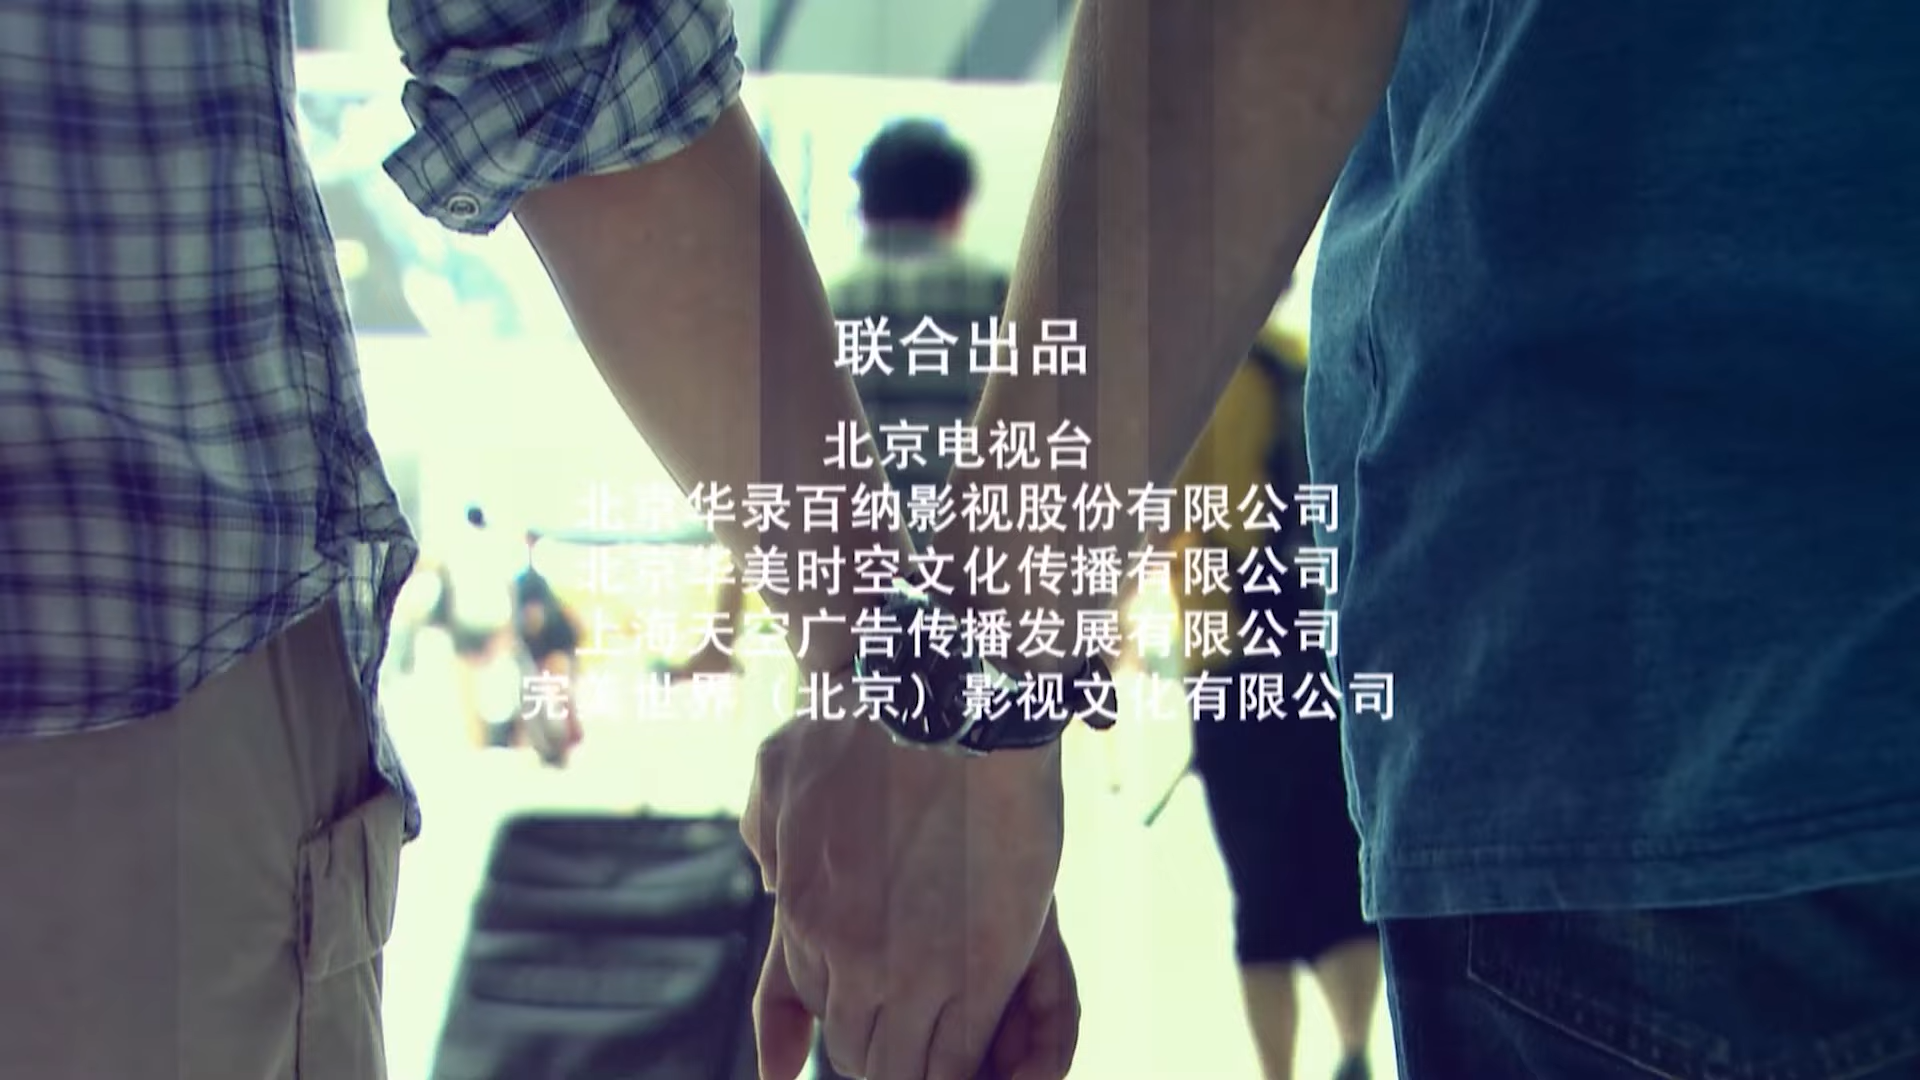 联合出品
北京电视台
北京华录百纳影视股份有限公司
北京华美时空文化传播有限公司
上海天空广告传播发展有限公司
完美世界（北京）影视文化有限公司